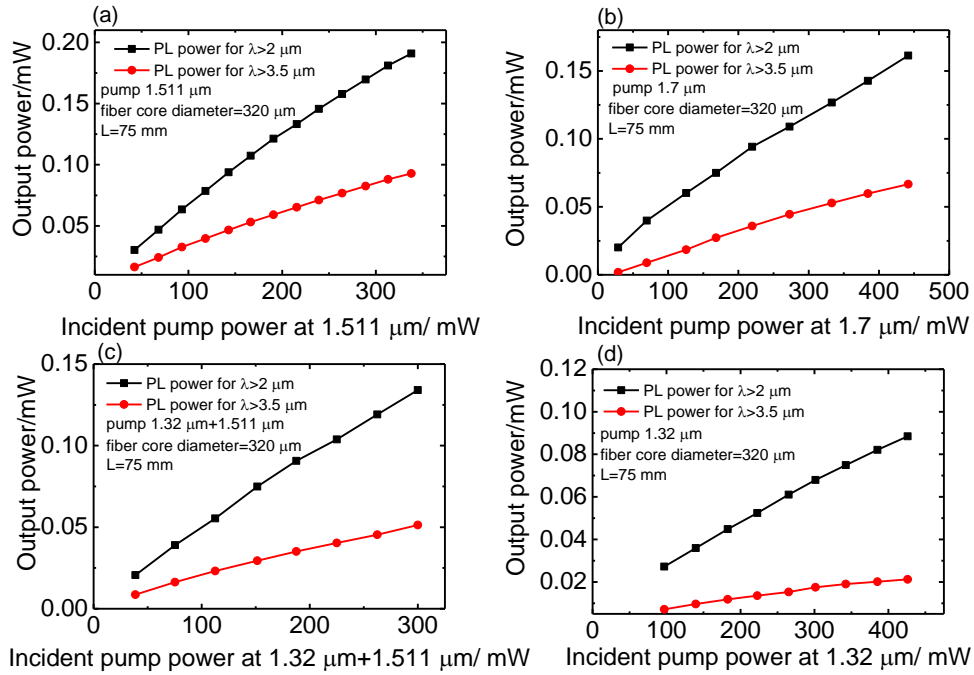 (a)
PL power for λ>2 μm
PL power for λ>3.5 μm
pump 1.511 μm
fiber core diameter=320 μm
L=75 mm
Output power/mW
0.20
0.15
0.10
0.05
0
100
200
300
Incident pump power at 1.511 μm/ mW
(b)
PL power for λ>2 μm
PL power for λ>3.5 μm
pump 1.7 μm
fiber core diameter=320 μm
L=75 mm
Output power/mW
0.20
0.15
0.10
0.05
0.00
0
100
200
300
400
500
Incident pump power at 1.7 μm/ mW
(c)
PL power for λ>2 μm
PL power for λ>3.5 μm
pump 1.32 μm+1.511 μm
fiber core diameter=320 μm
L=75 mm
Output power/mW
0.15
0.10
0.05
0.00
0
100
200
300
Incident pump power at 1.32 μm+1.511 μm/ mW
(d)
PL power for λ>2 μm
PL power for λ>3.5 μm
pump 1.32 μm
fiber core diameter=320 μm
L=75 mm
Output power/mW
0.12
0.10
0.08
0.06
0.04
0.02
0
100
200
300
400
Incident pump power at 1.32 μm/ mW